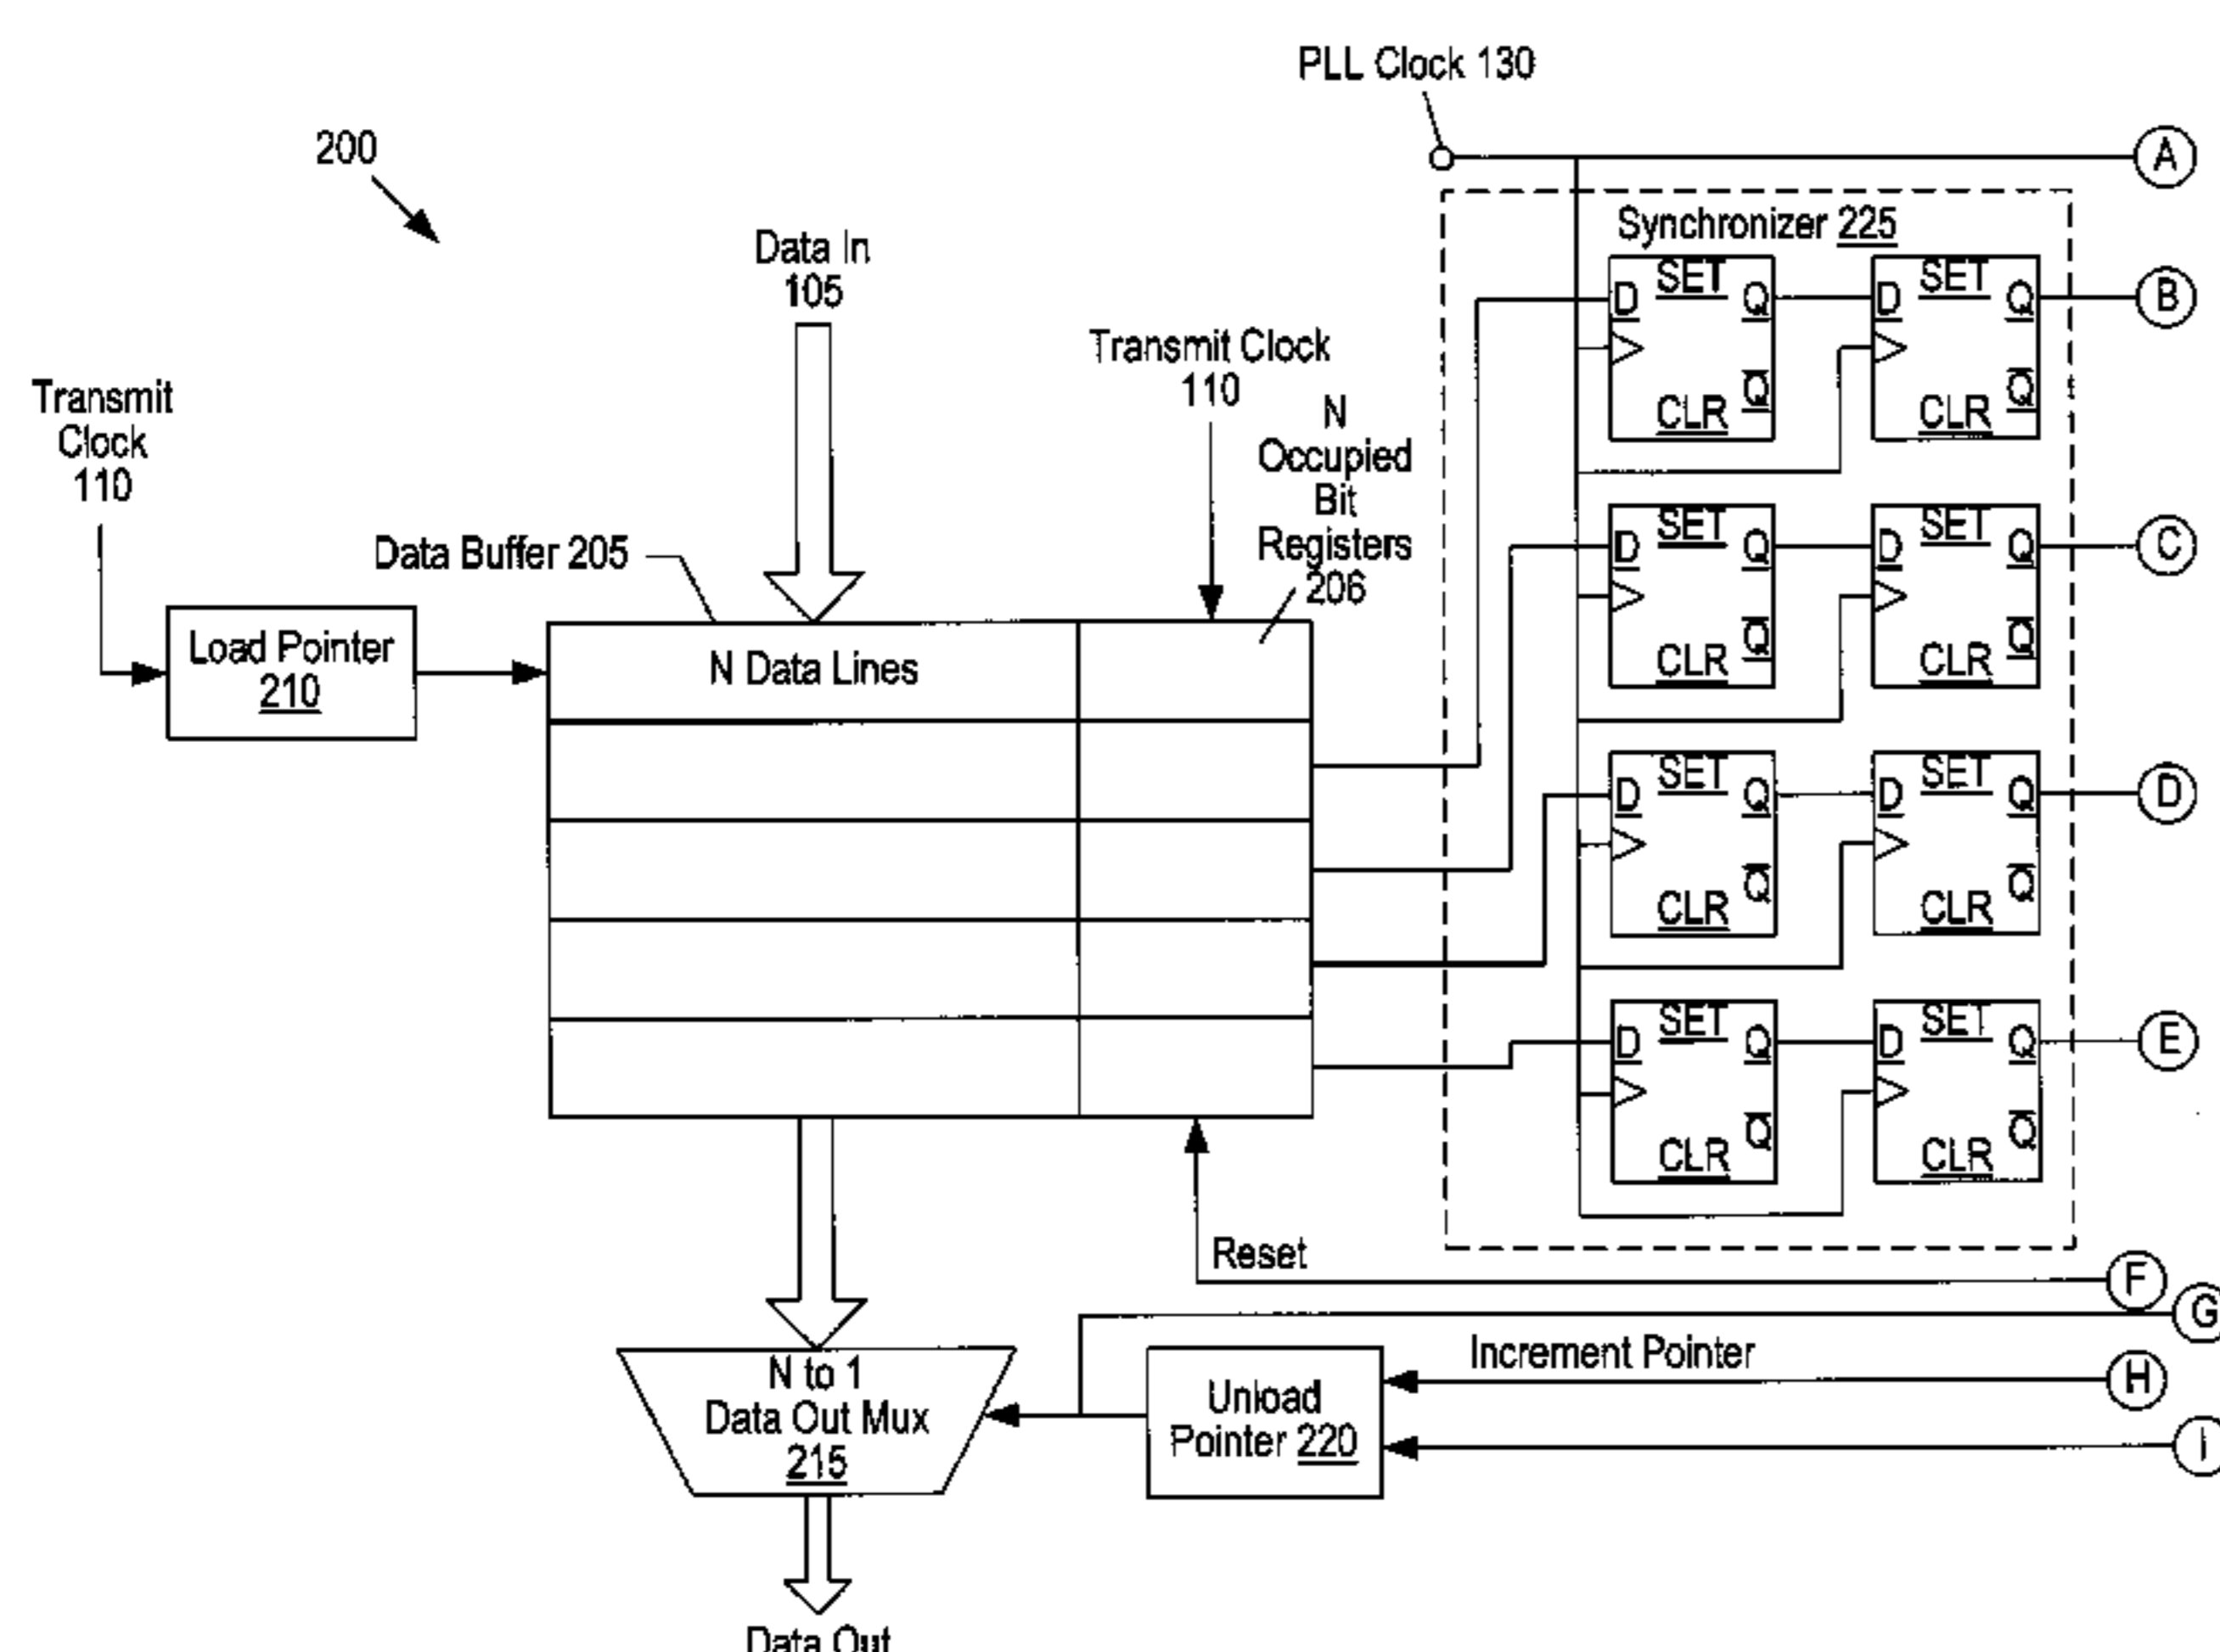 PLL Clock 130
A
200
Synchronizer 225
Data In
105
SET
D
Q
Q
CLR
SET
D
Q
Q
CLR
B
Transmit Clock
110
Transmit
Clock
110
N
Occupied
Bit
Registers
206
SET
D
Q
Q
CLR
SET
D
Q
Q
CLR
C
Data Buffer 205
Load Pointer
210
N Data Lines
SET
D
Q
Q
CLR
SET
D
Q
Q
CLR
D
SET
D
Q
Q
CLR
SET
D
Q
Q
CLR
E
Reset
F
G
Increment Pointer
H
N to 1
Data Out Mux
215
Unload
Pointer 220
I
Data Out